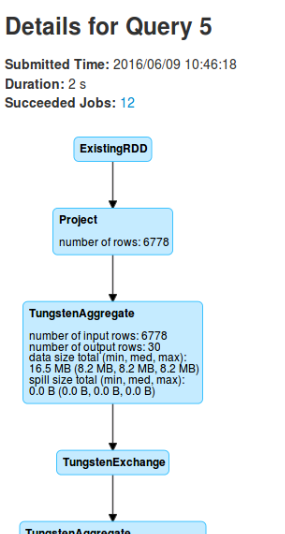 Details for Query 5
Submitted Time: 2016/06/09 10:46:18
Duration: 2 s
Succeeded Jobs: 12
ExistingRDD
Project
number of rows: 6778
TungstenAggregate
number of input rows: 6778
number of output rows: 30
data size total (min, med, max):
16.5 MB (8.2 MB, 8.2 MB, 8.2 MB)
spill size total (min, med, max):
0.0 B (0.0 B, 0.0 B, 0.0 B)
TungstenExchange
TungstenAggregate